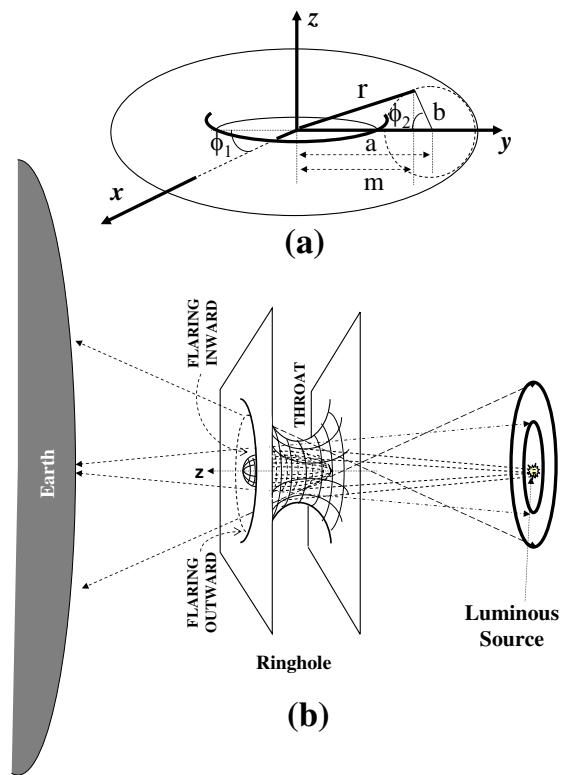 z
r
ϕ2
b
ϕ1
a
y
m
x
(a)
FLARING
INWARD
THROAT
Earth
z
FLARING
OUTWARD
Luminous
Source
Ringhole
(b)